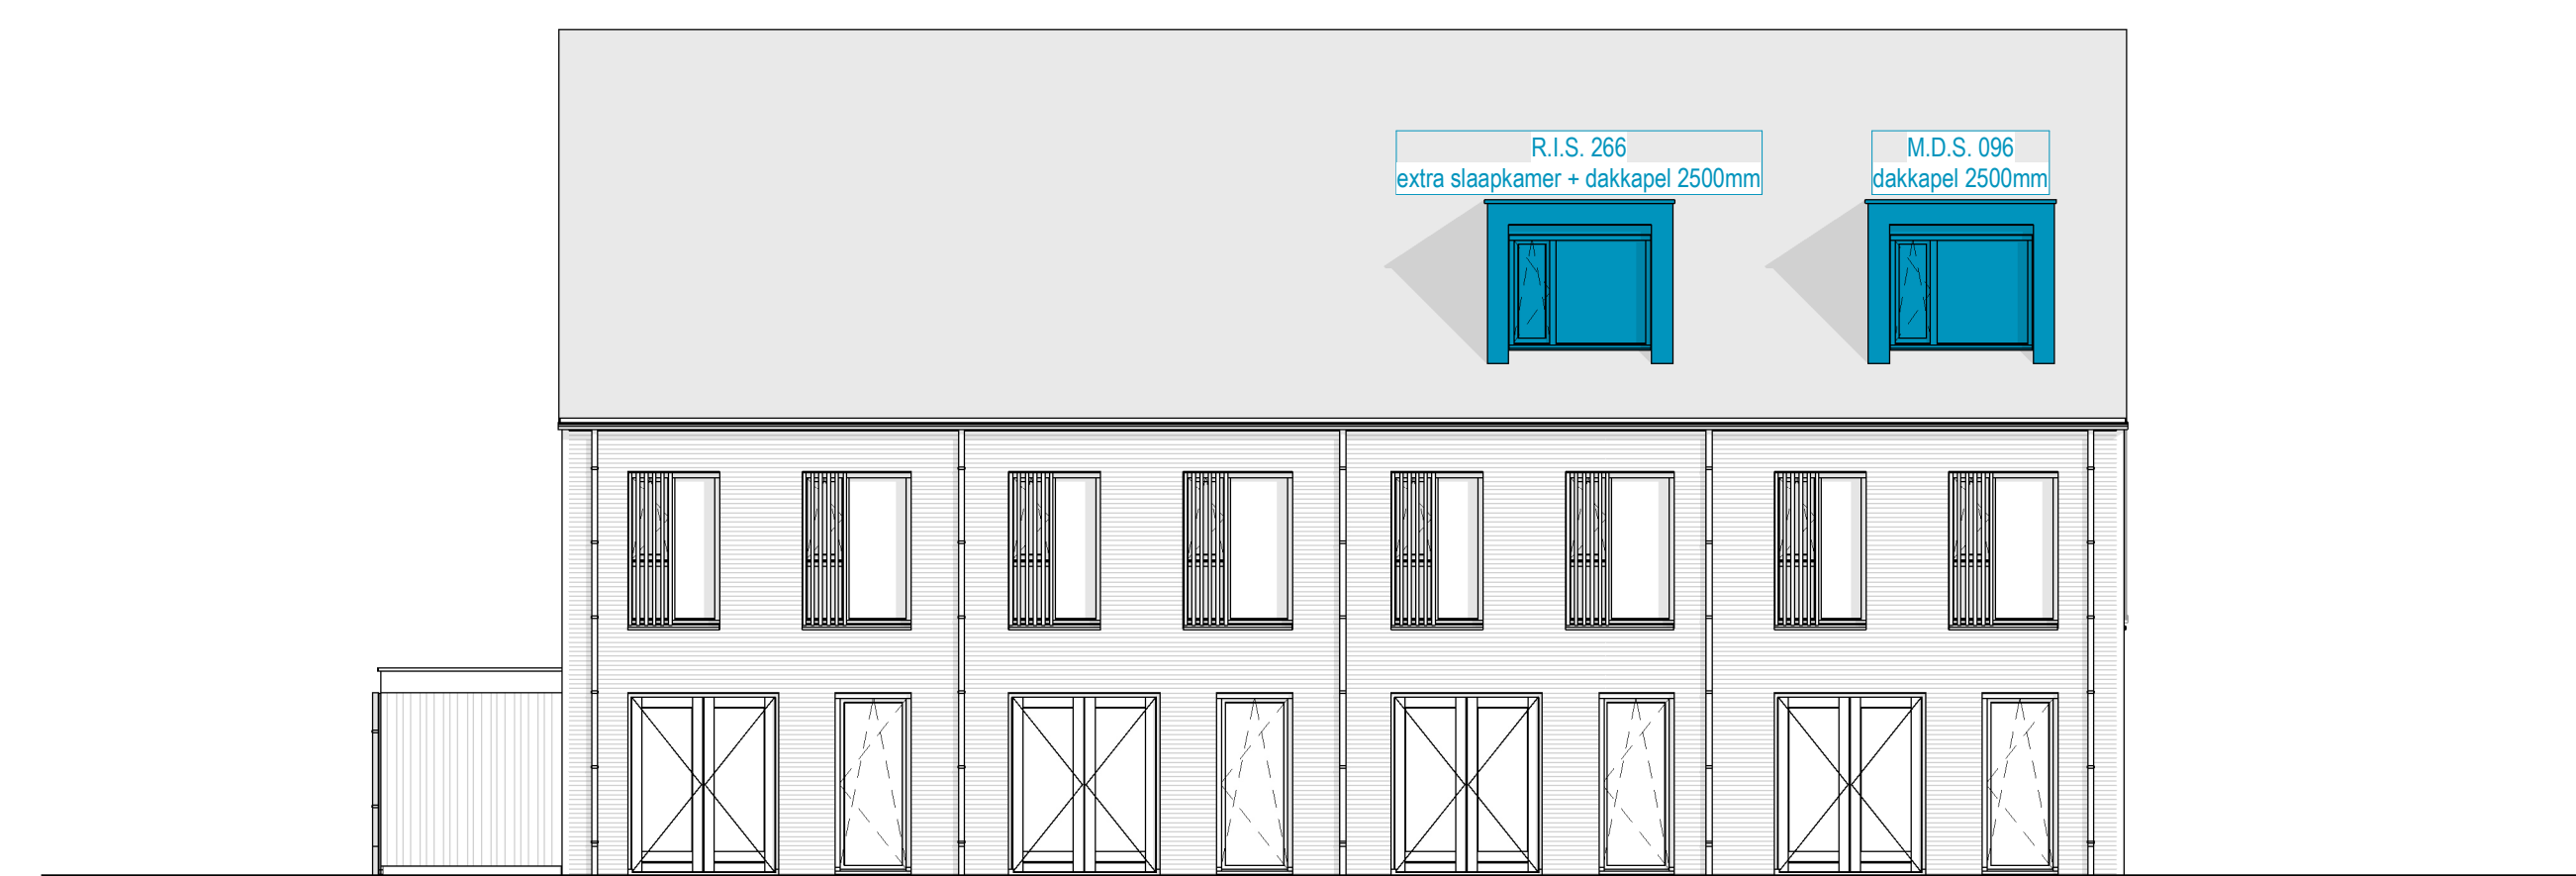 R.I.S. 266
extra slaapkamer + dakkapel 2500mm
M.D.S. 096
dakkapel 2500mm